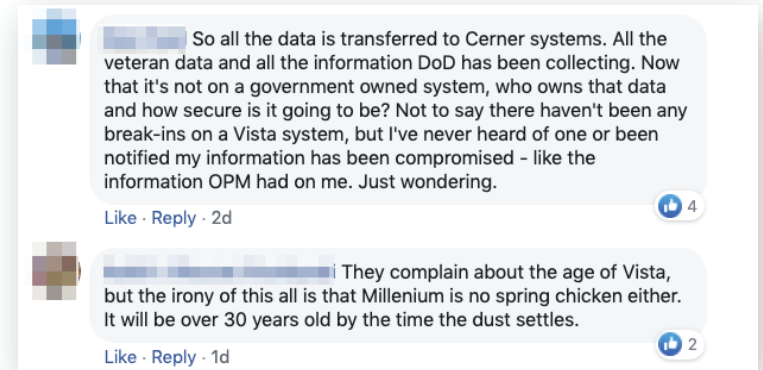 So all the data is transferred to Cerner systems. All the
veteran data and all the information DoD has been collecting. Now
that it's not on a government owned system, who owns that data
and how secure is it going to be? Not to say there haven't been any
break-ins on a Vista system, but I've never heard of one or been
notified my information has been compromised - like the
information OPM had on me. Just wondering.
4
Like · Reply · 2d
They complain about the age of Vista,
but the irony of this all is that Millenium is no spring chicken either.
It will be over 30 years old by the time the dust settles.
2
Like · Reply · 1d